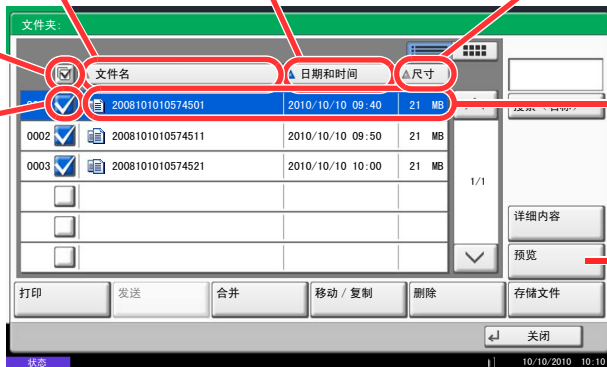 文件夹:
文件名 日期和时间 尺寸
2008101010574501 2010/10/10 09:40 21 MB
0002 2008101010574511 2010/10/10 09:50 21 MB
0003 2008101010574521 2010/10/10 10:00 21 MB
1/1
详细内容
预览
打印 发送 合并 移动 / 复制 删除 存储文件
关闭
状态 10/10/2010 10:10